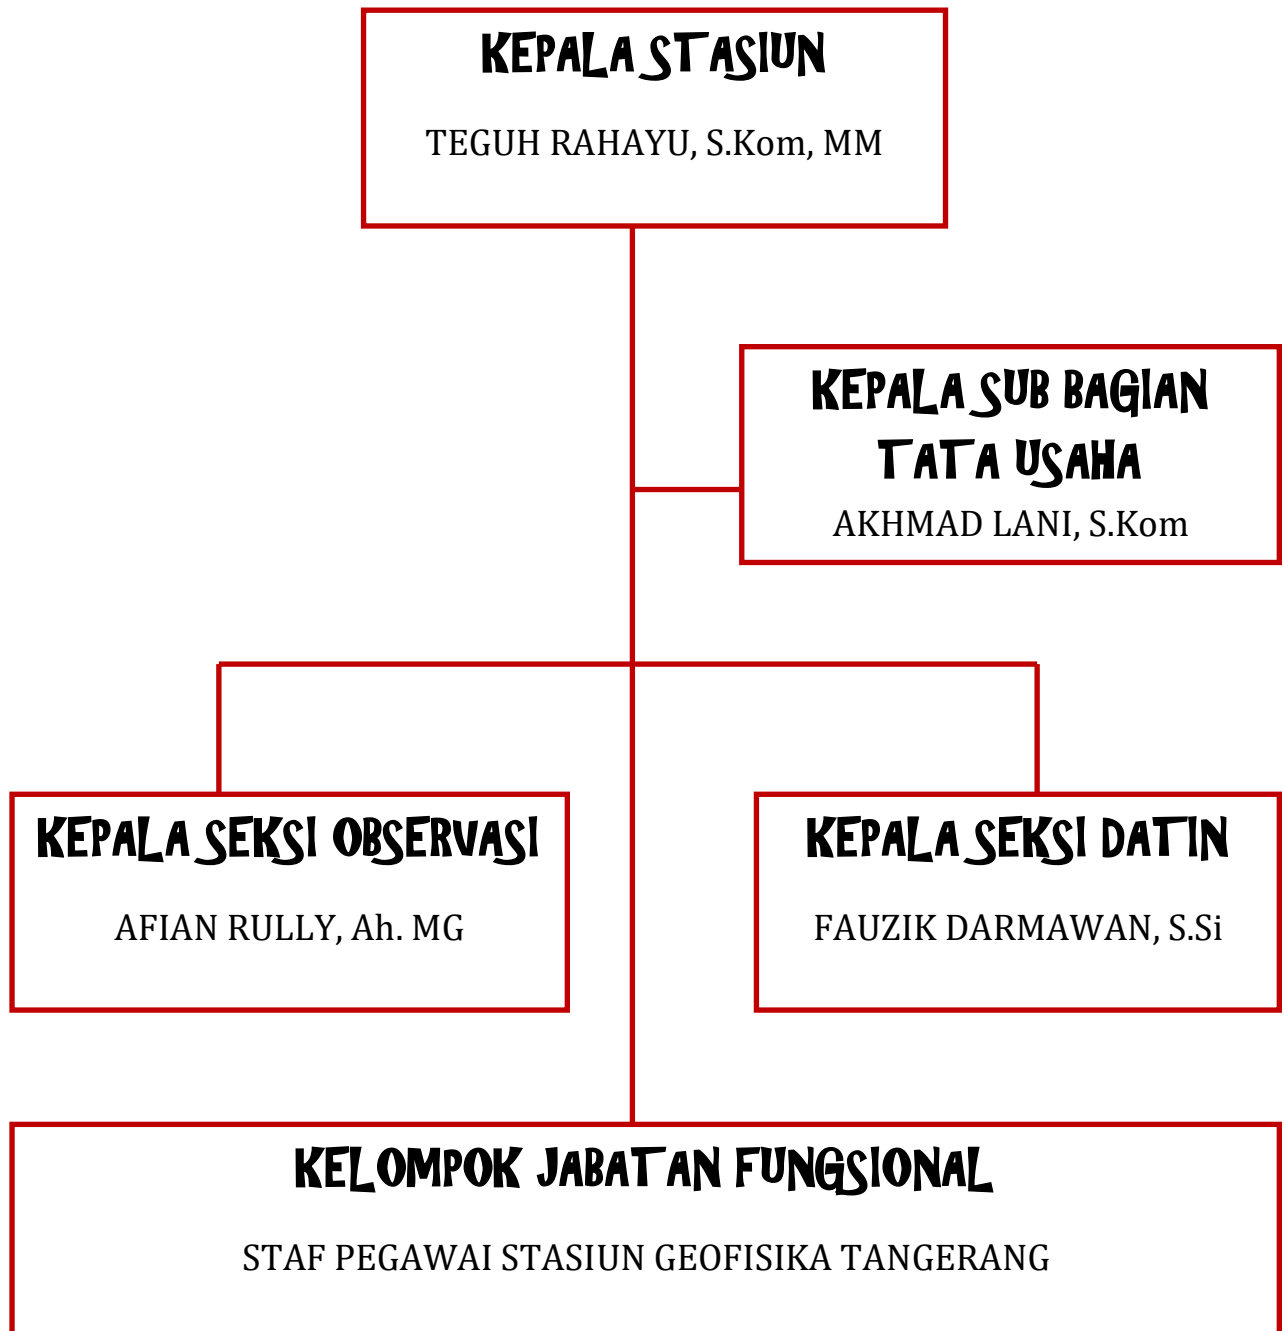 KEPALA STASIUN
TEGUH RAHAYU, S.Kom, MM
KEPALA SUB BAGIAN
TATA USAHA
AKHMAD LANI, S.Kom
KEPALA SEKSI OBSERVASI
AFIAN RULLY, Ah. MG
KEPALA SEKSI DATIN
FAUZIK DARMAWAN, S.Si
KELOMPOK JABATAN FUNGSIONAL
STAF PEGAWAI STASIUN GEOFISIKA TANGERANG